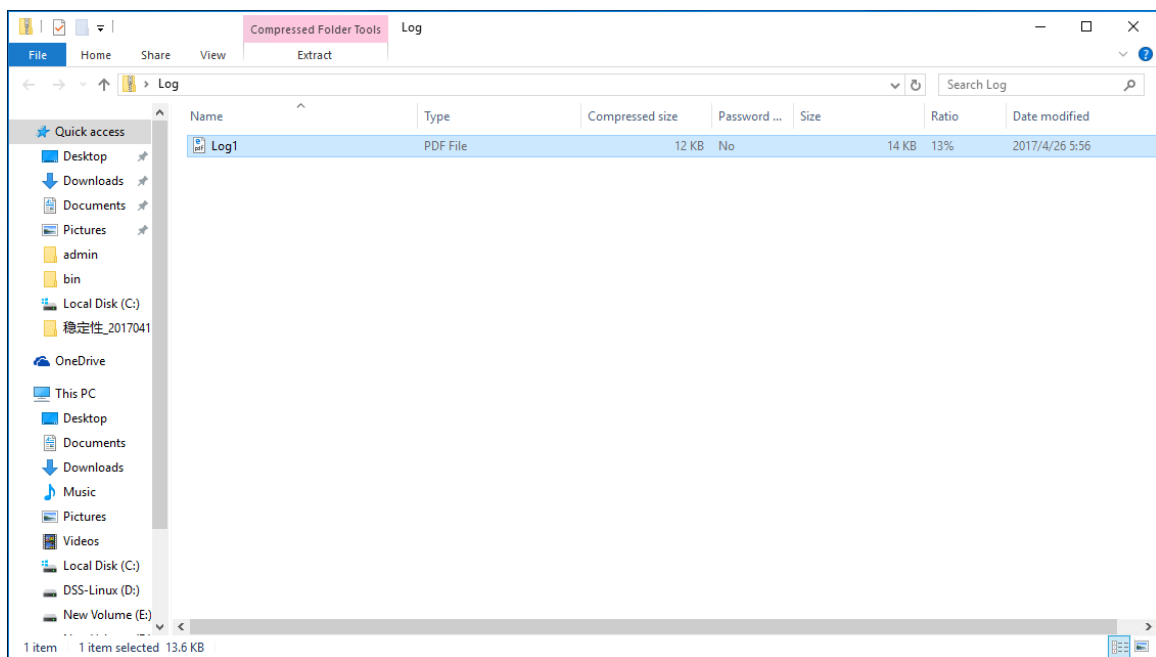 Compressed Folder Tools Log
File Home Share View Extract
Log Search Log
Name Type Compressed size Password ... Size Ratio Date modified
Log1 PDF File 12 KB No 14 KB 13% 2017/4/26 5:56
Quick access
Desktop
Downloads
Documents
Pictures
admin
bin
Local Disk (C:)
稳定性_2017041
OneDrive
This PC
Desktop
Documents
Downloads
Music
Pictures
Videos
Local Disk (C:)
DSS-Linux (D:)
New Volume (E:)
1 item 1 item selected 13.6 KB